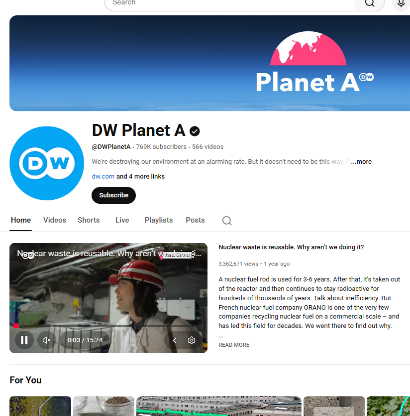 Search
Planet A DW
DW
DW Planet A
@DWPlanetA · 769K subscribers · 566 videos
We're destroying our environment at an alarming rate. But it doesn't need to be this way. ...more
dw.com and 4 more links
Subscribe
Home Videos Shorts Live Playlists Posts
Nuclear waste is reusable. Why aren't we doing it?
3,362,671 views · 1 year ago
A nuclear fuel rod is used for 3-6 years. After that, it's taken out
of the reactor and then continues to stay radioactive for
hundreds of thousands of years. Talk about inefficiency. But
French nuclear fuel company ORANO is one of the very few
companies recycling nuclear fuel on a commercial scale – and
has led this field for decades. We went there to find out why.
...
READ MORE
Nuclear waste is reusable. Why aren't we doing...
0:03 / 15:24
For You